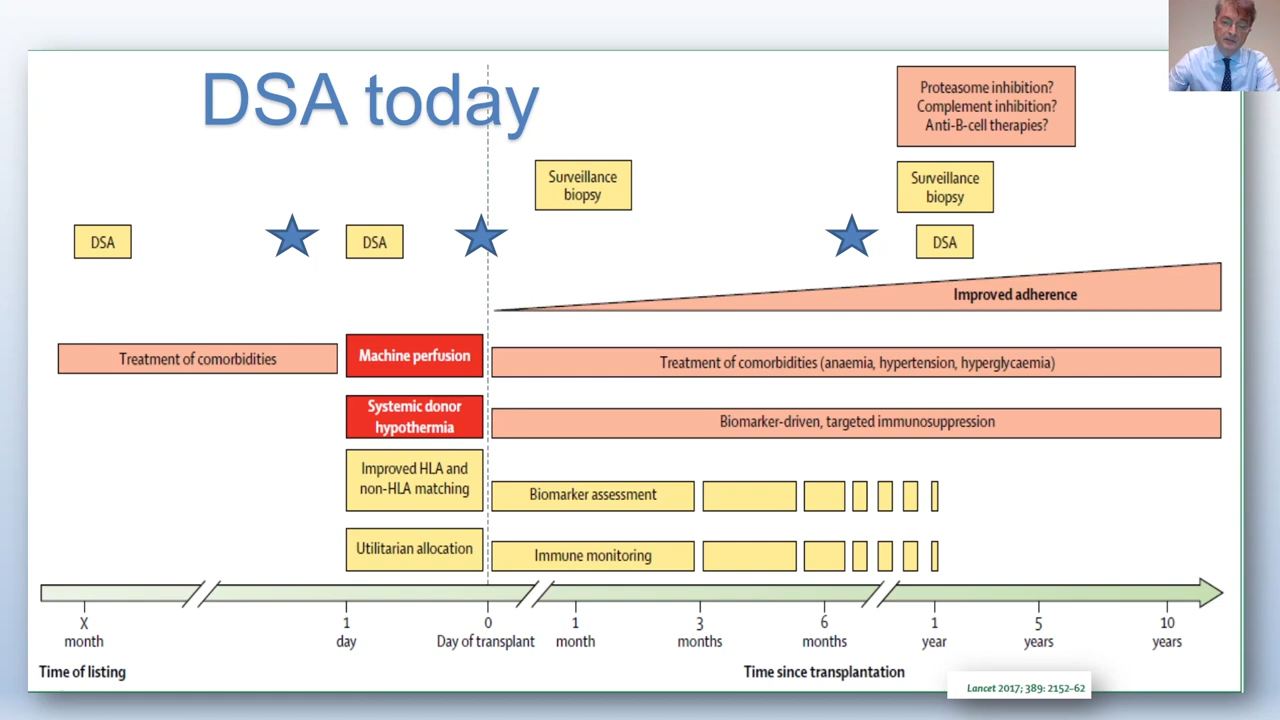 DSA today
Proteasome inhibition?
Complement inhibition?
Anti-B-cell therapies?
Surveillance
biopsy
Surveillance
biopsy
DSA
DSA
DSA
Improved adherence
Treatment of comorbidities
Machine perfusion
Treatment of comorbidities (anaemia, hypertension, hyperglycaemia)
Systemic donor
hypothermia
Biomarker-driven, targeted immunosuppression
Improved HLA and
non-HLA matching
Biomarker assessment
Utilitarian allocation
Immune monitoring
X
month
1
day
0
Day of transplant
1
month
3
months
6
months
1
year
5
years
10
years
Time of listing
Time since transplantation
Lancet 2017; 389: 2152–62